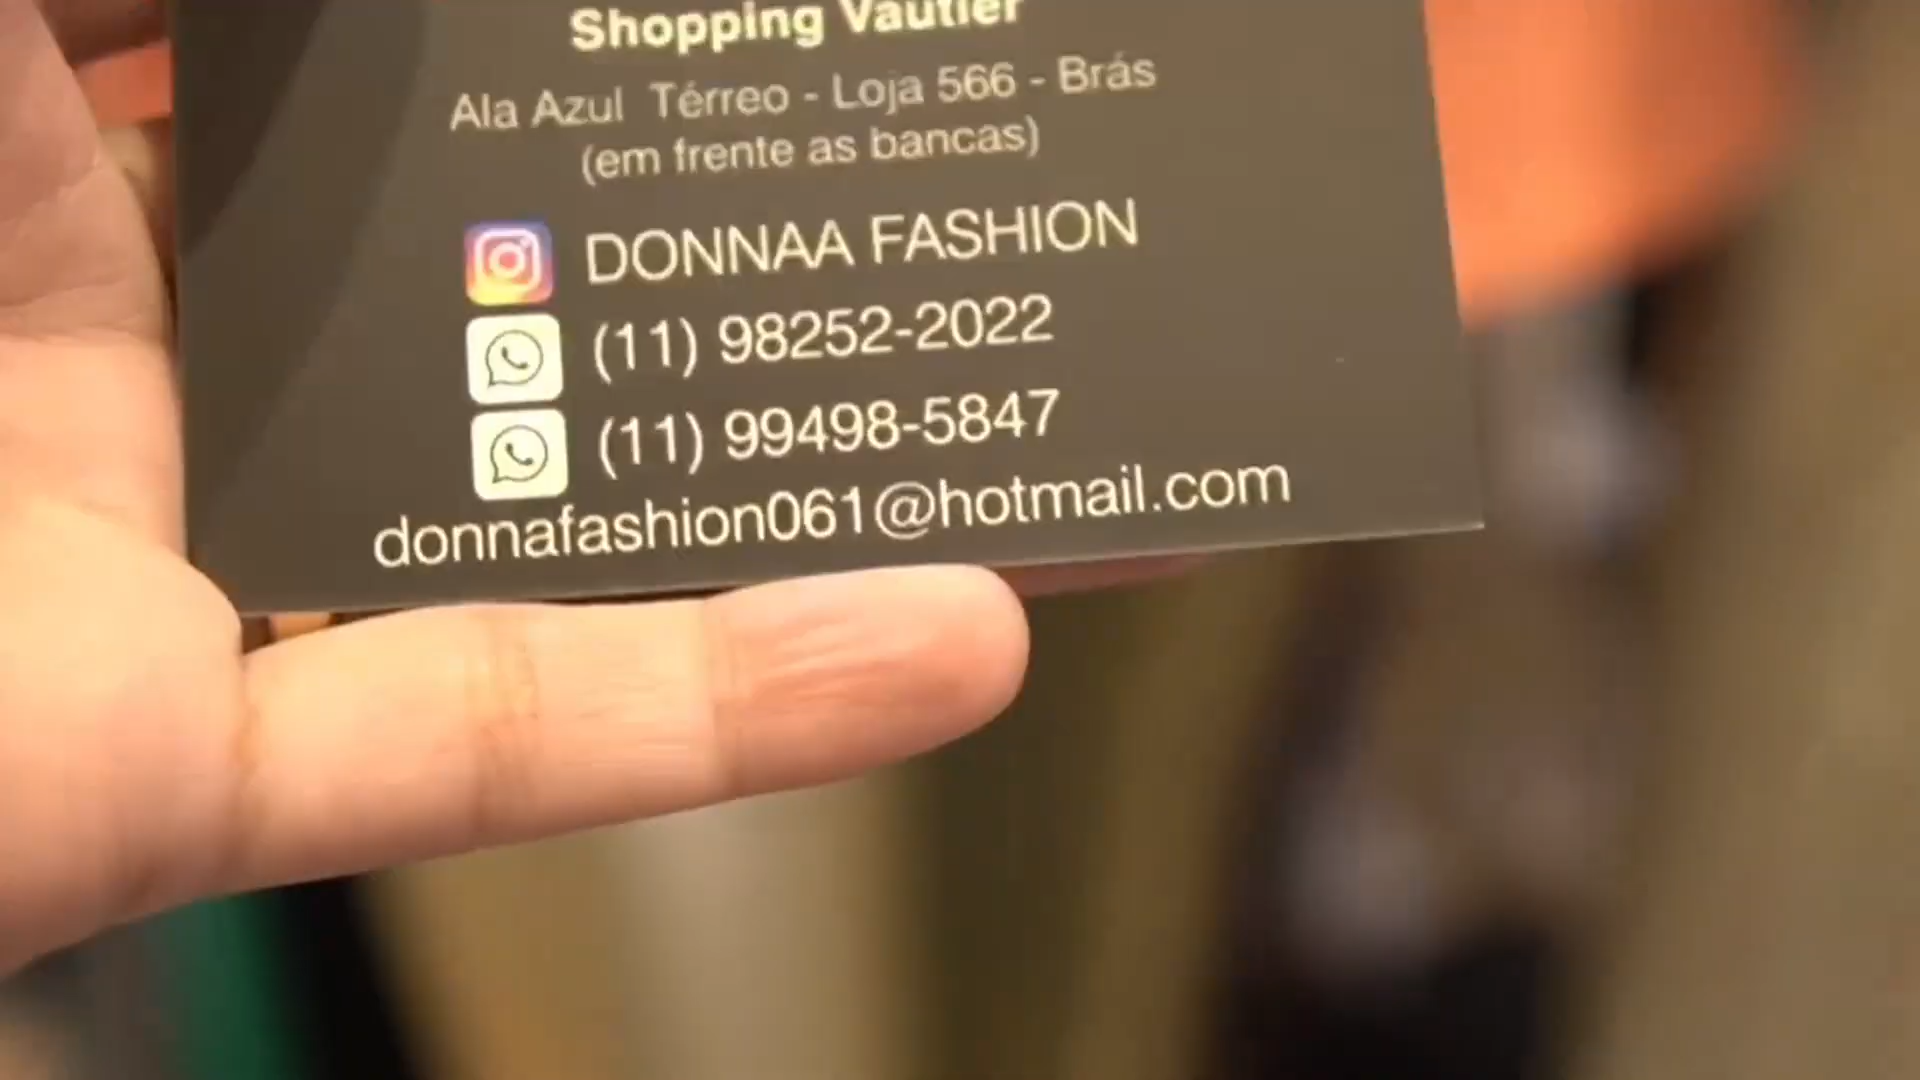 Shopping Vautier
Ala Azul Térreo - Loja 566 - Brás
(em frente as bancas)
DONNAA FASHION
(11) 98252-2022
(11) 99498-5847
donnafashion061@hotmail.com